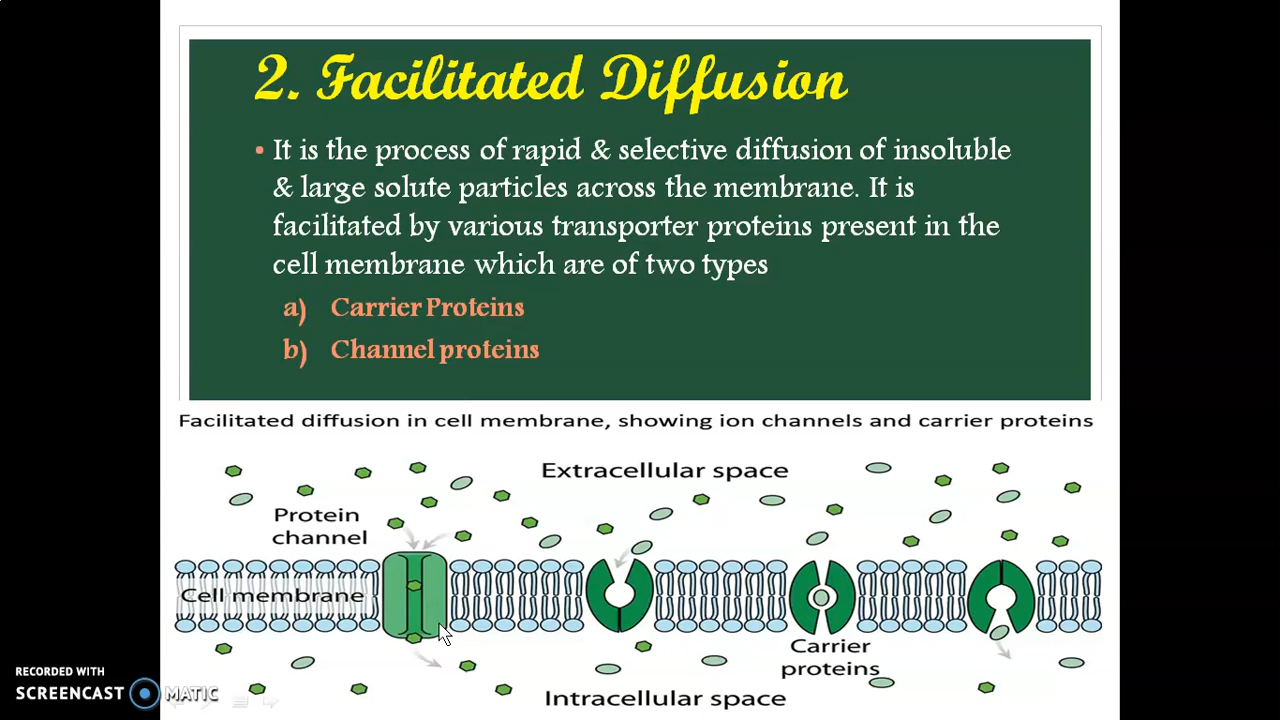 2. Facilitated Diffusion
• It is the process of rapid & selective diffusion of insoluble
& large solute particles across the membrane. It is
facilitated by various transporter proteins present in the
cell membrane which are of two types
a) Carrier Proteins
b) Channel proteins
Facilitated diffusion in cell membrane, showing ion channels and carrier proteins
Extracellular space
Protein
channel
Cell membrane
Carrier
proteins
Intracellular space
RECORDED WITH
SCREENCAST MATIC